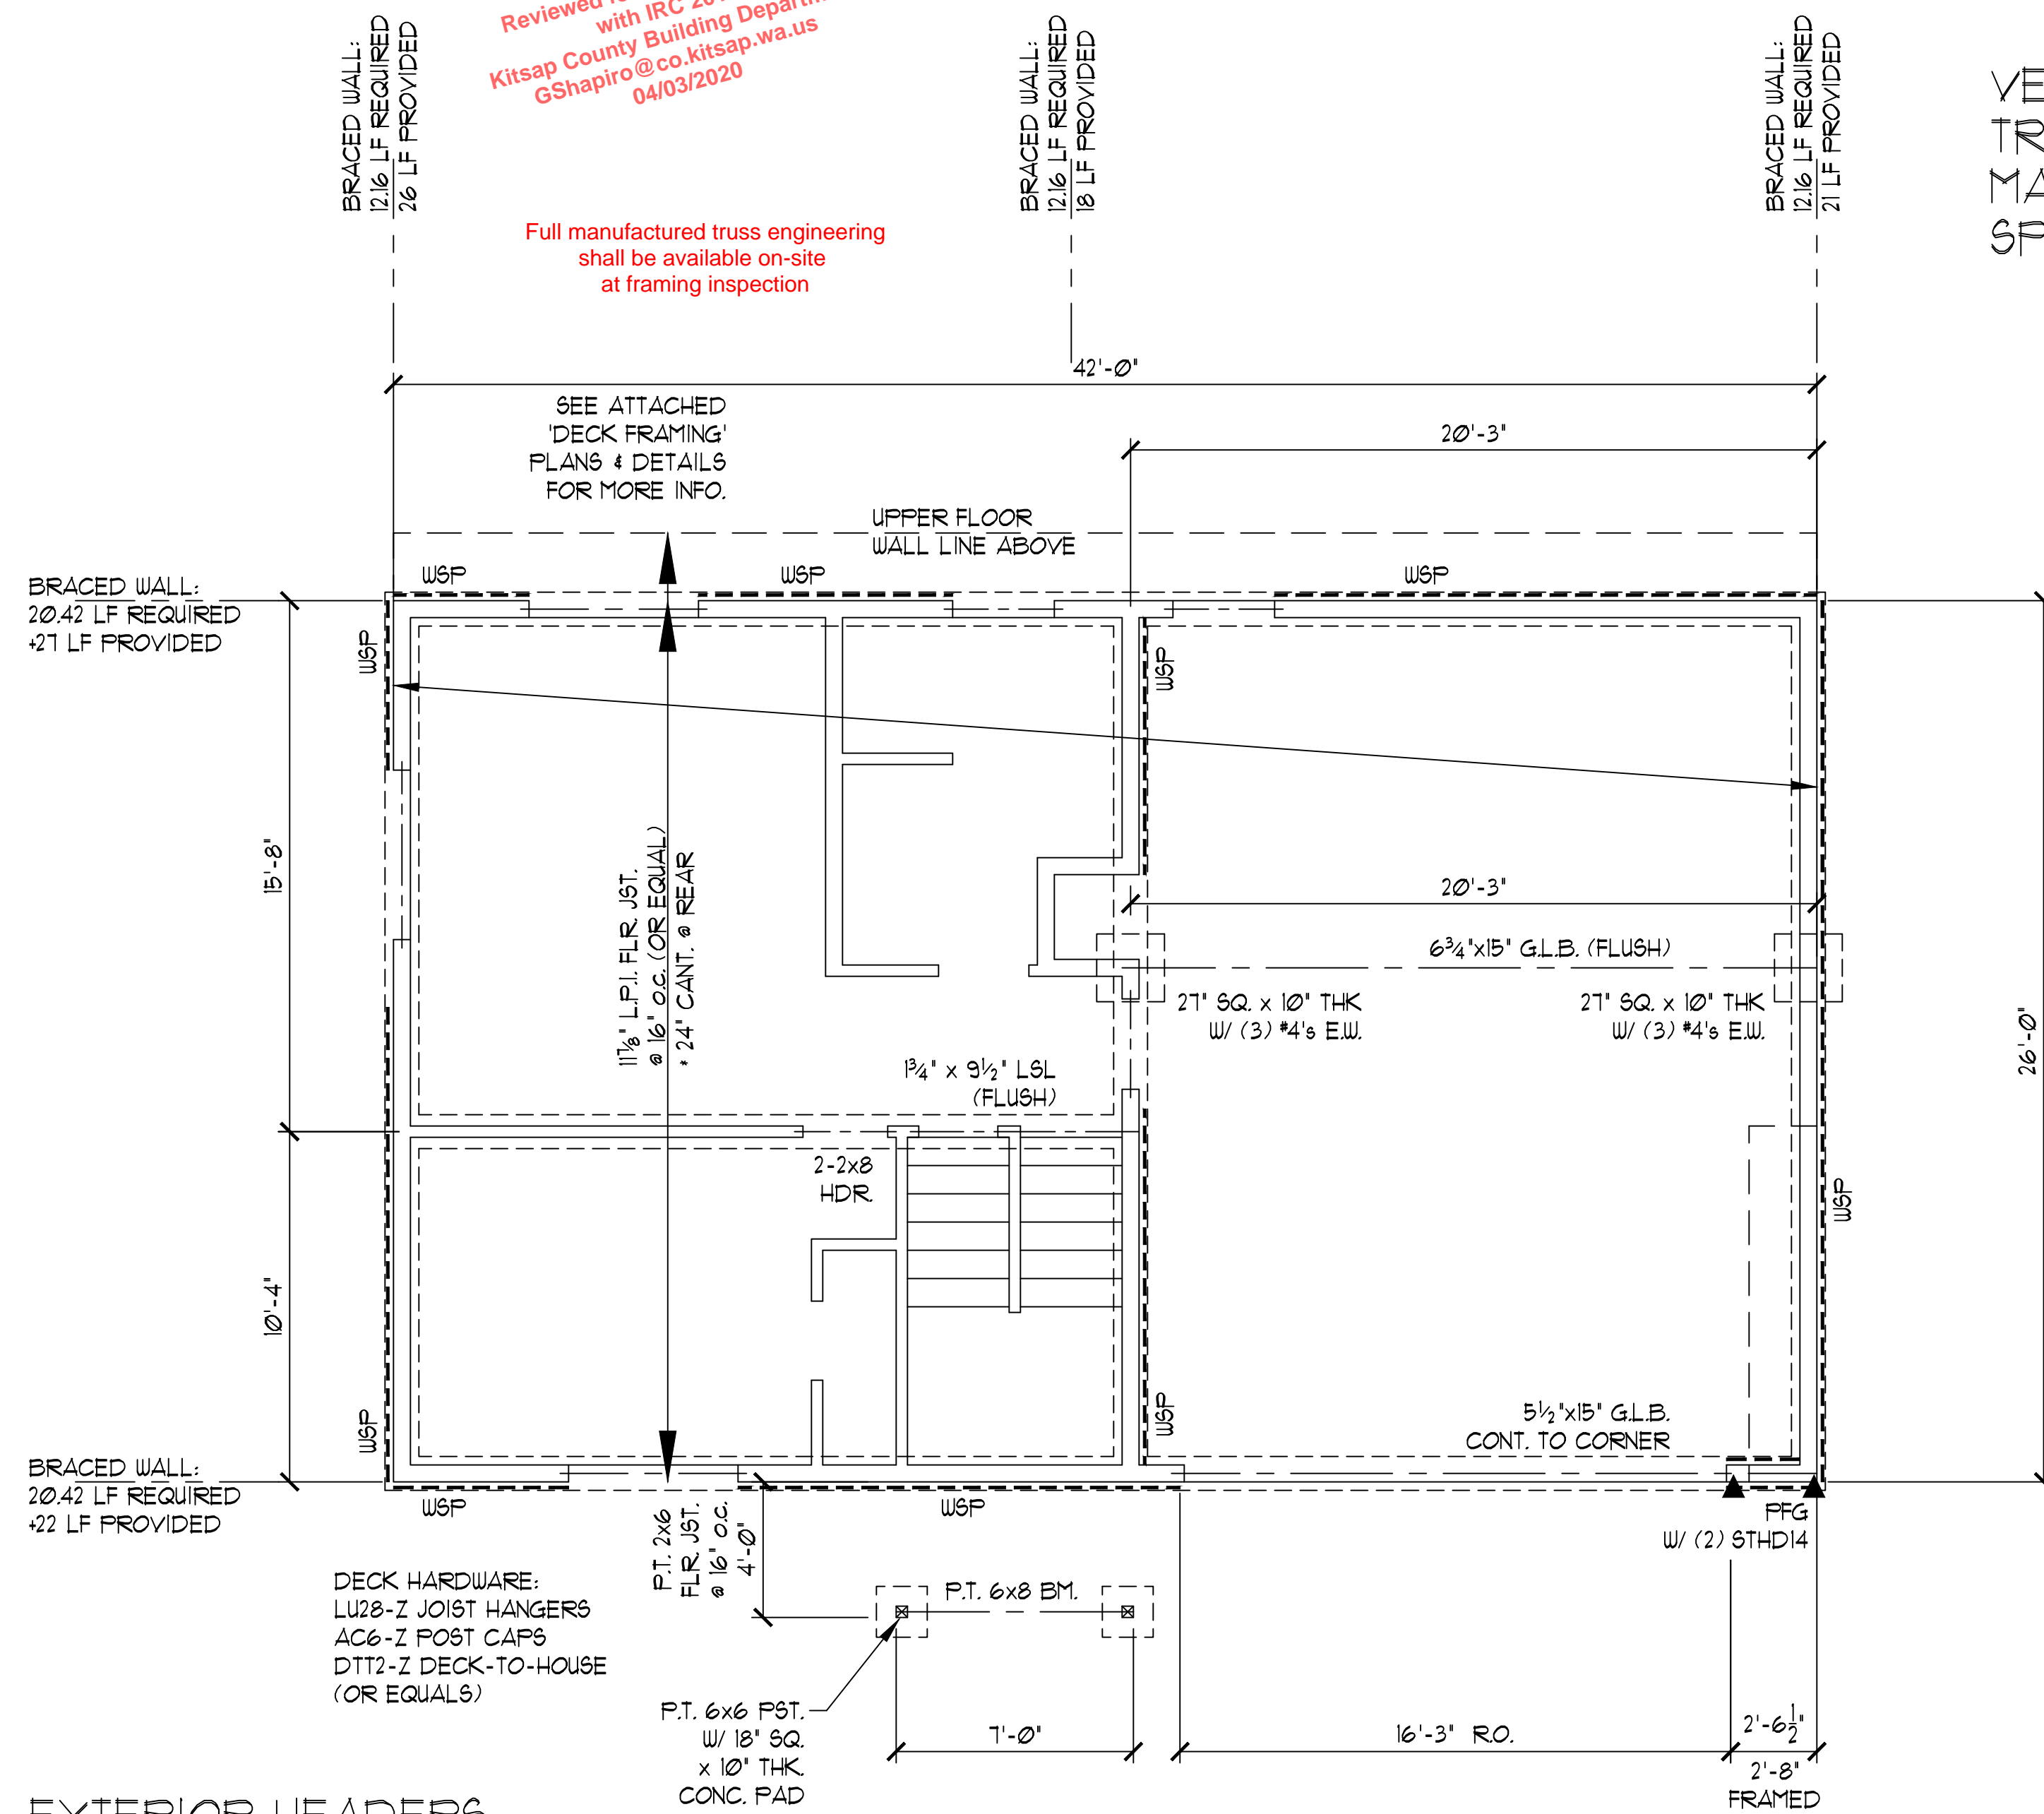 Reviewed
with IRC
Kitsap County Building
GShapiro@co.kitsap.wa.us
04/03/2020
BRACED WALL:
12.16 LF REQUIRED
26 LF PROVIDED
BRACED WALL:
12.16 LF REQUIRED
18 LF PROVIDED
BRACED WALL:
12.16 LF REQUIRED
21 LF PROVIDED
Full manufactured truss engineering
shall be available on-site
at framing inspection
42'-0"
SEE ATTACHED
'DECK FRAMING'
PLANS & DETAILS
FOR MORE INFO.
20'-3"
UPPER FLOOR
WALL LINE ABOVE
WSP
WSP
WSP
BRACED WALL:
20.42 LF REQUIRED
+27 LF PROVIDED
WSP
WSP
15'-8"
11⅞" L.P.I. FLR. JST.
@ 16" o.c. (OR EQUAL)
* 24" CANT. @ REAR
20'-3"
6¾"x15" G.L.B. (FLUSH)
27" SQ. x 10" THK
W/ (3) #4's E.W.
27" SQ. x 10" THK
W/ (3) #4's E.W.
26'-0"
1¾" x 9½" LSL
(FLUSH)
2-2x8
HDR.
WSP
10'-4"
WSP
WSP
5½"x15" G.L.B.
CONT. TO CORNER
BRACED WALL:
20.42 LF REQUIRED
+22 LF PROVIDED
WSP
WSP
P.T. 2x6
FLR. JST.
@ 16" o.c.
4'-0"
PFG
W/ (2) STHD14
DECK HARDWARE:
LU28-Z JOIST HANGERS
AC6-Z POST CAPS
DTT2-Z DECK-TO-HOUSE
(OR EQUALS)
P.T. 6x8 BM.
P.T. 6x6 PST.
W/ 18" SQ.
x 10" THK.
CONC. PAD
7'-0"
16'-3" R.O.
2'-6½"
2'-8"
FRAMED
EXTERIOR HEADERS